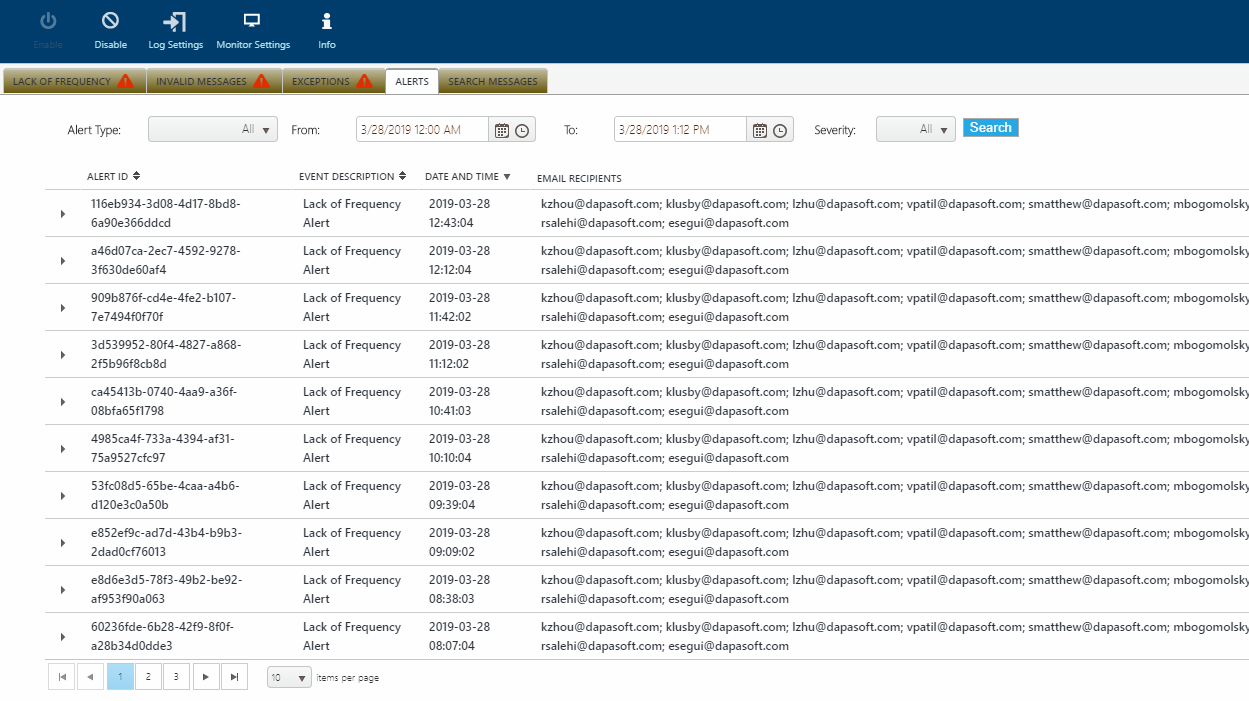 Enable Disable Log Settings Monitor Settings Info
LACK OF FREQUENCY INVALID MESSAGES EXCEPTIONS ALERTS SEARCH MESSAGES
Alert Type: All From: 3/28/2019 12:00 AM To: 3/28/2019 1:12 PM Severity: All Search
ALERT ID EVENT DESCRIPTION DATE AND TIME EMAIL RECIPIENTS
116eb934-3d08-4d17-8bd8- Lack of Frequency 2019-03-28 kzhou@dapasoft.com; klusby@dapasoft.com; lzhu@dapasoft.com; vpatil@dapasoft.com; smatthew@dapasoft.com; mbogomolsky
6a90e366ddcd Alert 12:43:04 rsalehi@dapasoft.com; esegui@dapasoft.com
a46d07ca-2ec7-4592-9278- Lack of Frequency 2019-03-28 kzhou@dapasoft.com; klusby@dapasoft.com; lzhu@dapasoft.com; vpatil@dapasoft.com; smatthew@dapasoft.com; mbogomolsky
3f630de60af4 Alert 12:12:04 rsalehi@dapasoft.com; esegui@dapasoft.com
909b876f-cd4e-4fe2-b107- Lack of Frequency 2019-03-28 kzhou@dapasoft.com; klusby@dapasoft.com; lzhu@dapasoft.com; vpatil@dapasoft.com; smatthew@dapasoft.com; mbogomolsky
7e7494f0f70f Alert 11:42:02 rsalehi@dapasoft.com; esegui@dapasoft.com
3d539952-80f4-4827-a868- Lack of Frequency 2019-03-28 kzhou@dapasoft.com; klusby@dapasoft.com; lzhu@dapasoft.com; vpatil@dapasoft.com; smatthew@dapasoft.com; mbogomolsky
2f5b96f8cb8d Alert 11:12:02 rsalehi@dapasoft.com; esegui@dapasoft.com
ca45413b-0740-4aa9-a36f- Lack of Frequency 2019-03-28 kzhou@dapasoft.com; klusby@dapasoft.com; lzhu@dapasoft.com; vpatil@dapasoft.com; smatthew@dapasoft.com; mbogomolsky
08bfa65f1798 Alert 10:41:03 rsalehi@dapasoft.com; esegui@dapasoft.com
4985ca4f-733a-4394-af31- Lack of Frequency 2019-03-28 kzhou@dapasoft.com; klusby@dapasoft.com; lzhu@dapasoft.com; vpatil@dapasoft.com; smatthew@dapasoft.com; mbogomolsky
75a9527cfc97 Alert 10:10:04 rsalehi@dapasoft.com; esegui@dapasoft.com
53fc08d5-65be-4caa-a4b6- Lack of Frequency 2019-03-28 kzhou@dapasoft.com; klusby@dapasoft.com; lzhu@dapasoft.com; vpatil@dapasoft.com; smatthew@dapasoft.com; mbogomolsky
d120e3c0a50b Alert 09:39:04 rsalehi@dapasoft.com; esegui@dapasoft.com
e852ef9c-ad7d-43b4-b9b3- Lack of Frequency 2019-03-28 kzhou@dapasoft.com; klusby@dapasoft.com; lzhu@dapasoft.com; vpatil@dapasoft.com; smatthew@dapasoft.com; mbogomolsky
2dad0cf76013 Alert 09:09:02 rsalehi@dapasoft.com; esegui@dapasoft.com
e8d6e3d5-78f3-49b2-be92- Lack of Frequency 2019-03-28 kzhou@dapasoft.com; klusby@dapasoft.com; lzhu@dapasoft.com; vpatil@dapasoft.com; smatthew@dapasoft.com; mbogomolsky
af953f90a063 Alert 08:38:03 rsalehi@dapasoft.com; esegui@dapasoft.com
60236fde-6b28-42f9-8f0f- Lack of Frequency 2019-03-28 kzhou@dapasoft.com; klusby@dapasoft.com; lzhu@dapasoft.com; vpatil@dapasoft.com; smatthew@dapasoft.com; mbogomolsky
a28b34d0dde3 Alert 08:07:04 rsalehi@dapasoft.com; esegui@dapasoft.com
1 2 3 10 items per page